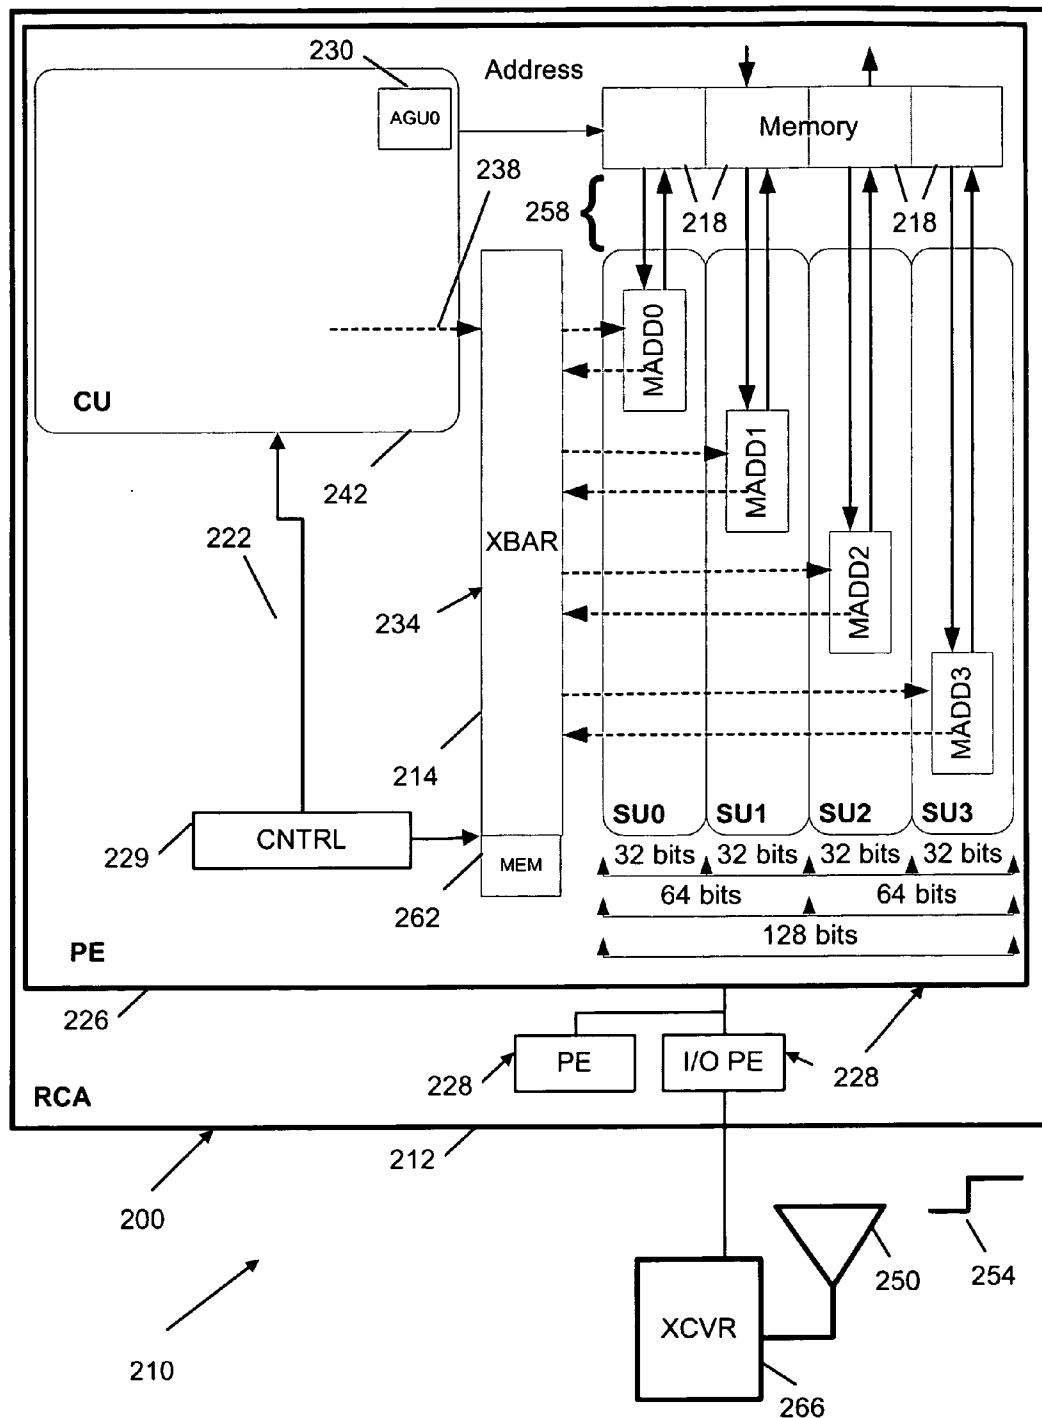 230
Address
AGU0
Memory
238
258
218
218
MADD0
CU
MADD1
242
222
XBAR
MADD2
234
MADD3
214
229
CNTRL
SU0 SU1 SU2 SU3
32 bits 32 bits 32 bits 32 bits
MEM
64 bits 64 bits
262
128 bits
PE
226
PE
I/O PE
228
228
RCA
212
200
250
254
XCVR
210
266